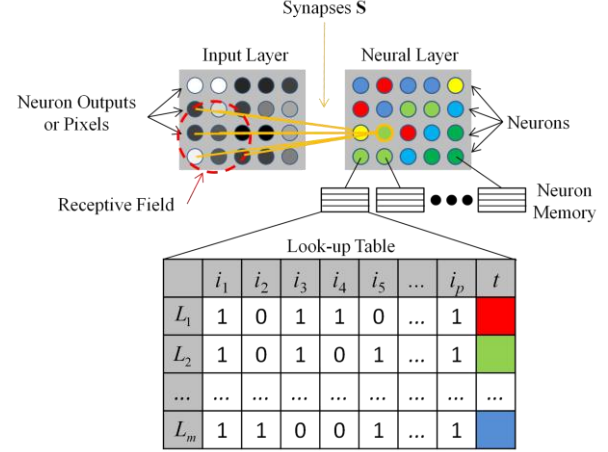 Synapses S
Input Layer
Neural Layer
Neuron Outputs
or Pixels
Neurons
Receptive Field
Neuron
Memory
Look-up Table
i1 i2 i3 i4 i5 ... ip t
L1 1 0 1 1 0 ... 1
L2 1 0 1 0 1 ... 1
... ... ... ... ... ... ... ... ...
Lm 1 1 0 0 1 ... 1